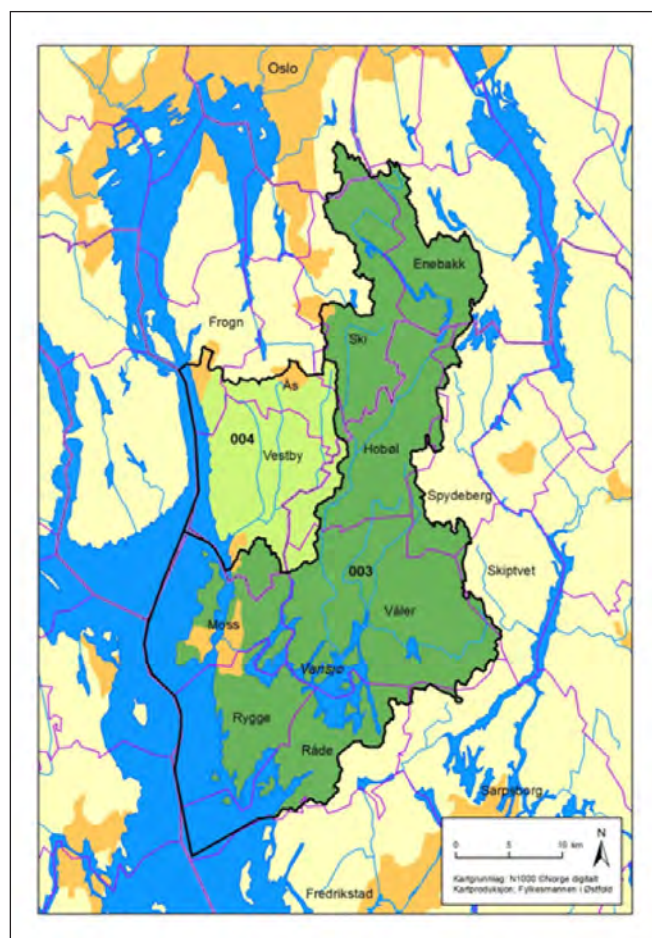 Oslo
Enebakk
Frogn
Ski
Ås
004
Vestby
Hobøl
Spydeberg
Skiptvet
003
Moss
Våler
Vansjø
Rygge
Råde
Sarpsborg
Fredrikstad
N
0 5 10 km
Kartgrunnlag: N1000 ©Norge digitalt
Kartproduksjon: Fylkesmannen i Østfold